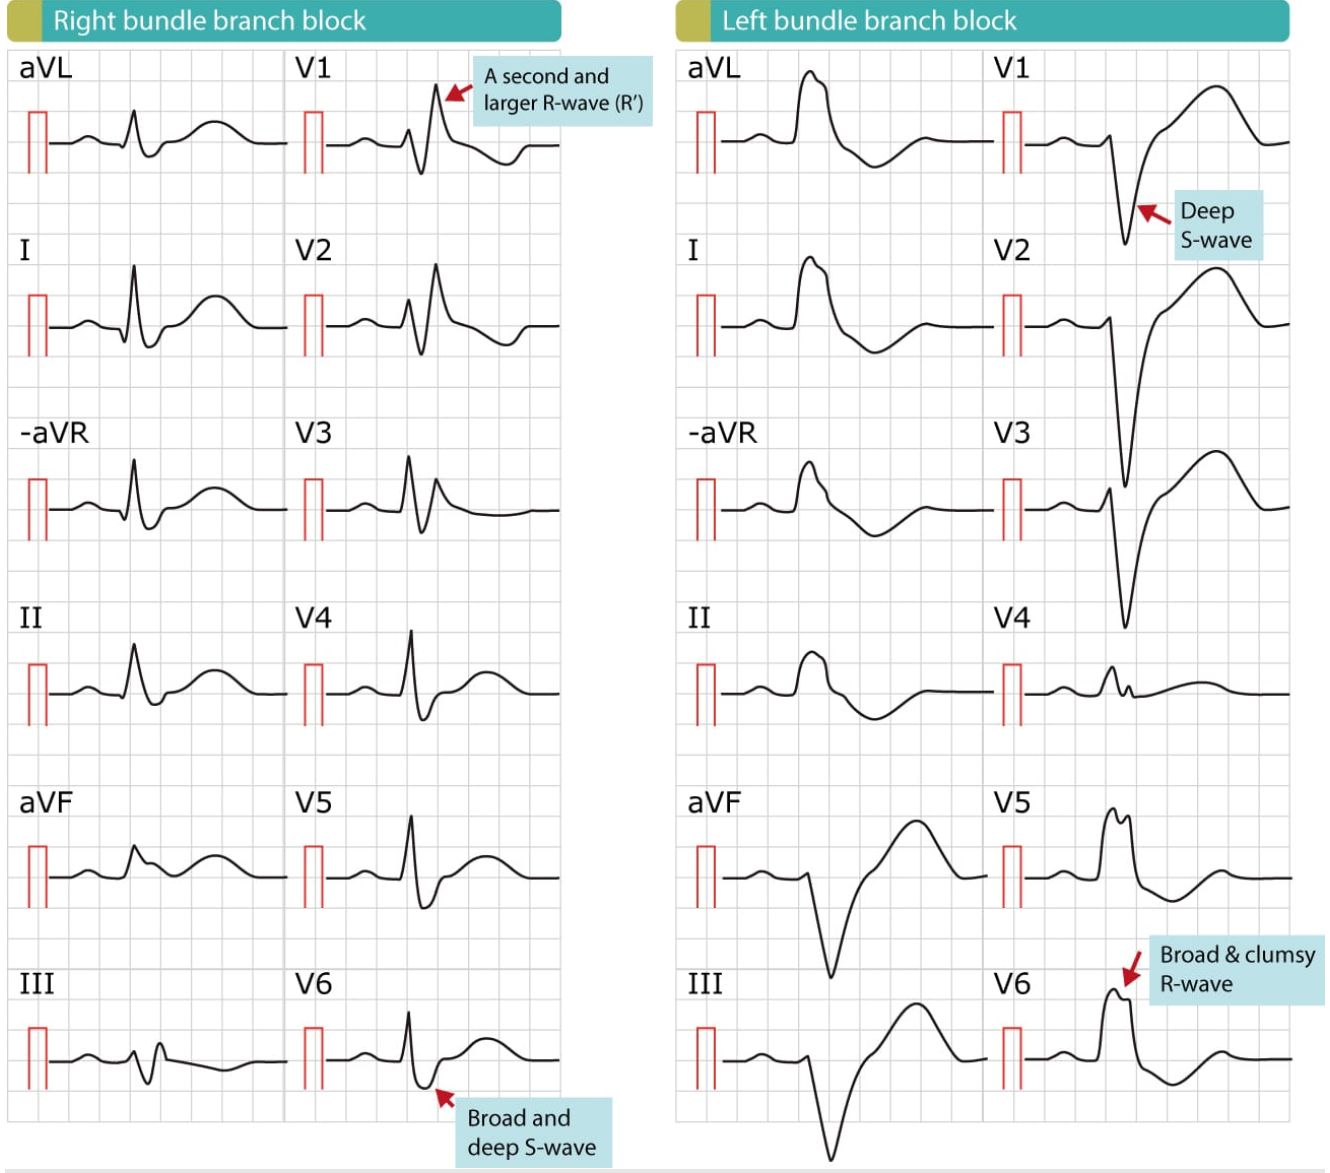 Right bundle branch block
aVL
V1
A second and
larger R-wave (R’)
I
V2
-aVR
V3
II
V4
aVF
V5
III
V6
Broad and
deep S-wave
Left bundle branch block
aVL
V1
Deep
S-wave
I
V2
-aVR
V3
II
V4
aVF
V5
Broad & clumsy
R-wave
III
V6